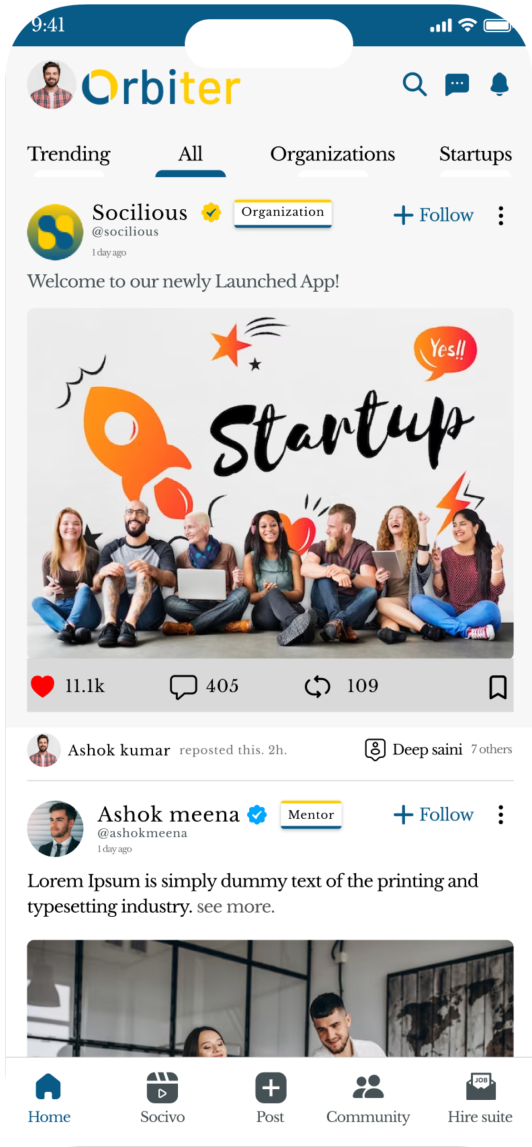 9:41
Orbiter
Trending All Organizations Startups
Socilious Organization + Follow
@socilious
1 day ago
Welcome to our newly Launched App!
Yes!!
Startup
11.1k 405 109
Ashok kumar reposted this. 2h. Deep saini 7 others
Ashok meena Mentor + Follow
@ashokmeena
1 day ago
Lorem Ipsum is simply dummy text of the printing and
typesetting industry. see more.
JOB
Home Socivo Post Community Hire suite